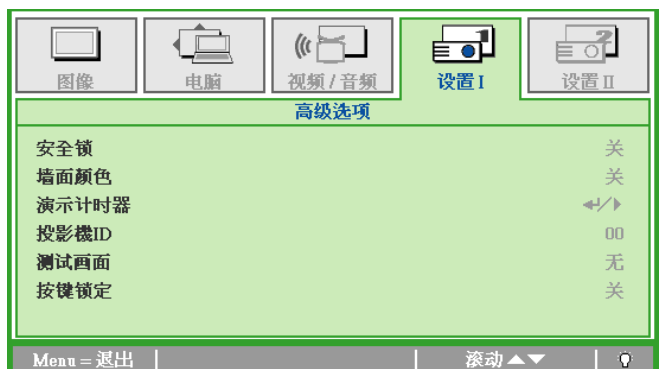 图像 电脑 视频 / 音频 设置 I 设置 II
高级选项
安全锁 关
墙面颜色 关
演示计时器
投影機ID 00
测试画面 无
按键锁定 关
Menu = 退出 滚动